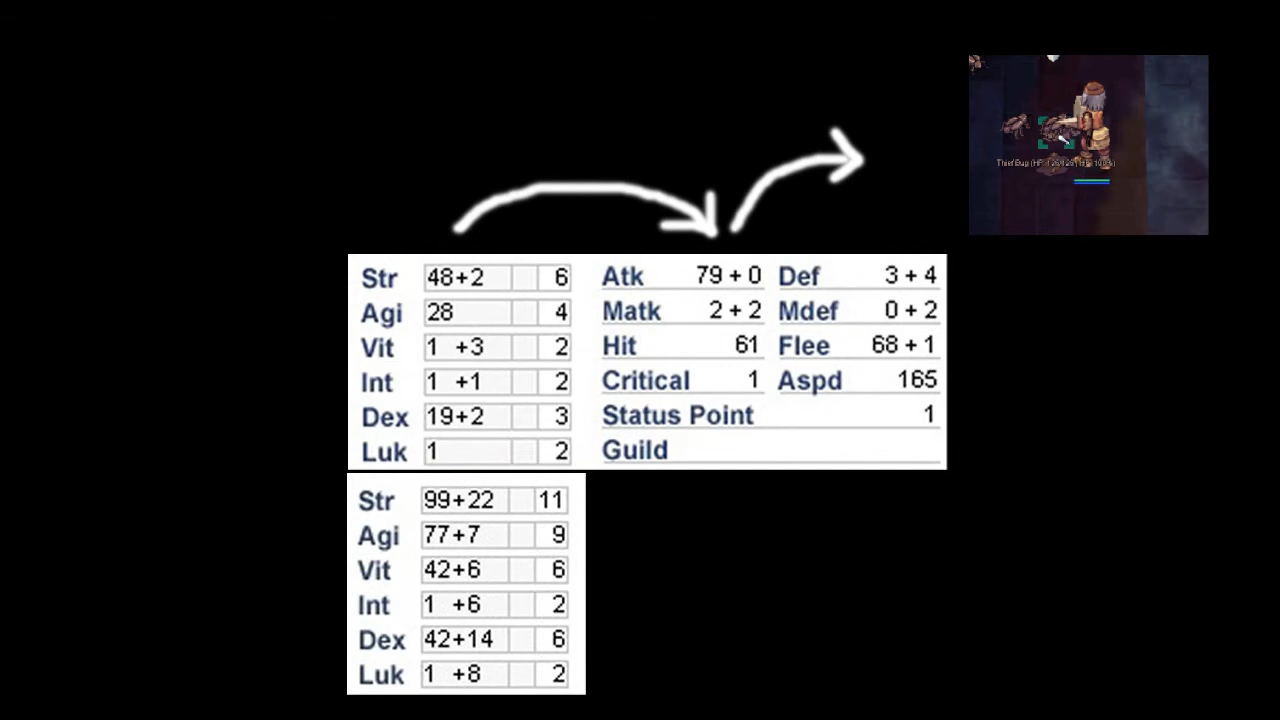 Str 48+2 6 Atk 79 + 0 Def 3 + 4
Agi 28 4 Matk 2 + 2 Mdef 0 + 2
Vit 1 +3 2 Hit 61 Flee 68 + 1
Int 1 +1 2 Critical 1 Aspd 165
Dex 19+2 3 Status Point 1
Luk 1 2 Guild
Str 99+22 11
Agi 77+7 9
Vit 42+6 6
Int 1 +6 2
Dex 42+14 6
Luk 1 +8 2
Thief Bug